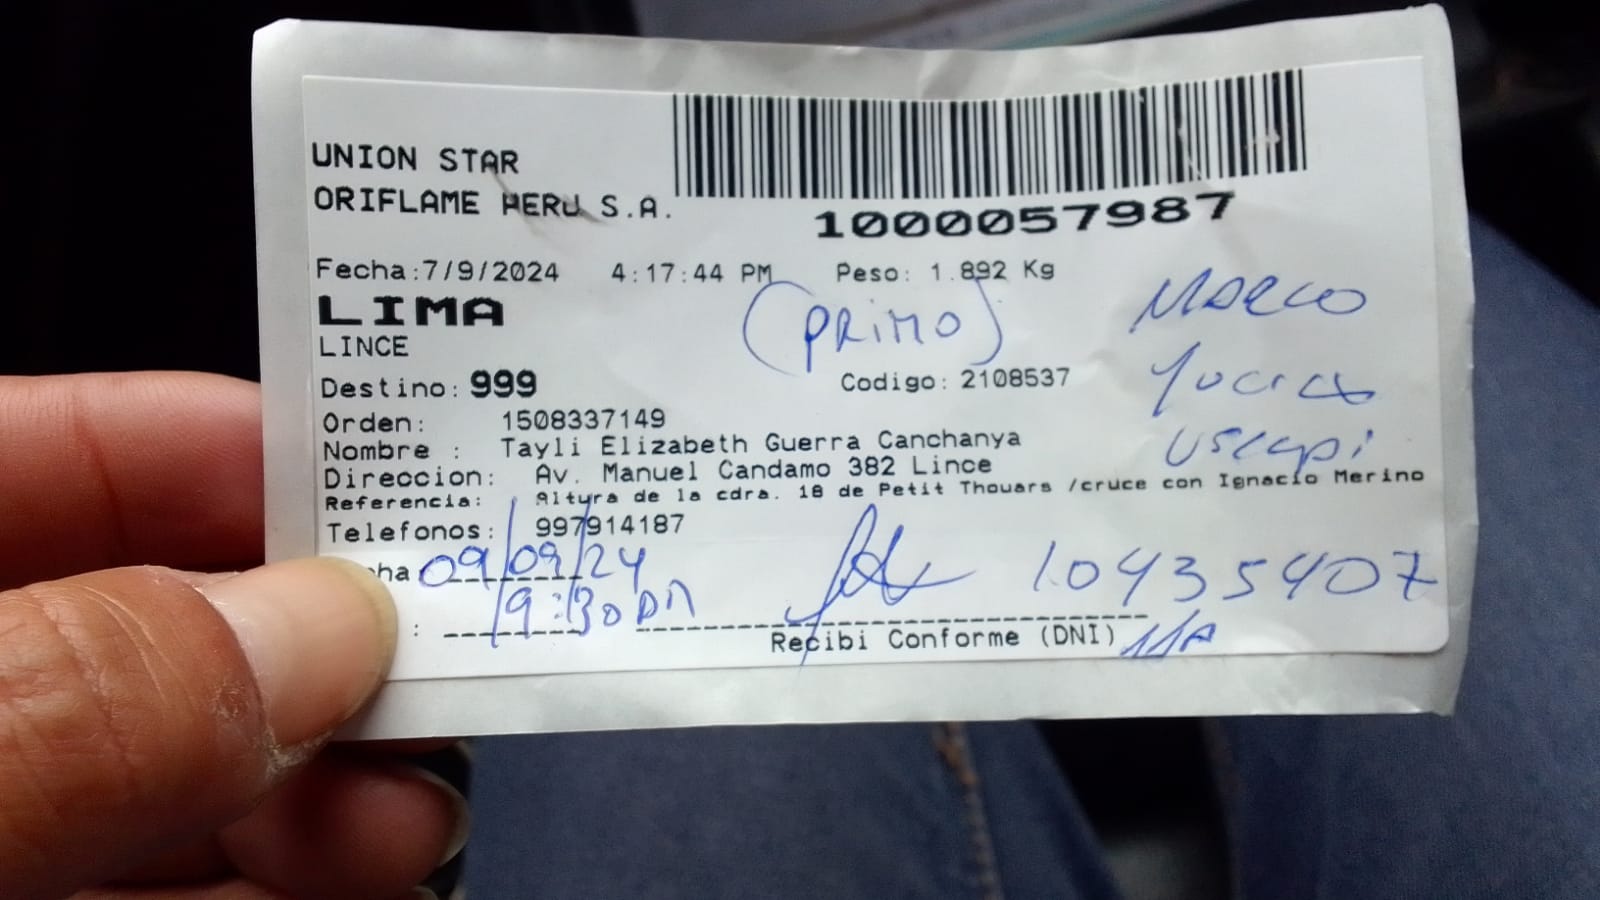 UNION STAR
ORIFLAME PERU S.A.
1000057987
Fecha:7/9/2024 4:17:44 PM Peso: 1.892 Kg
LIMA
(PRIMO)
MARCO
LINCE
Destino: 999 Codigo: 2108537
Orden: 1508337149
Nombre : Tayli Elizabeth Guerra Canchanya
Direccion: Av. Manuel Candamo 382 Lince
Referencia: Altura de la cdra. 18 de Petit Thouars /cruce con Ignacio Merino
Telefonos: 997914187
ha 09/09/24
10435407
: 9:30
Recibi Conforme (DNI)